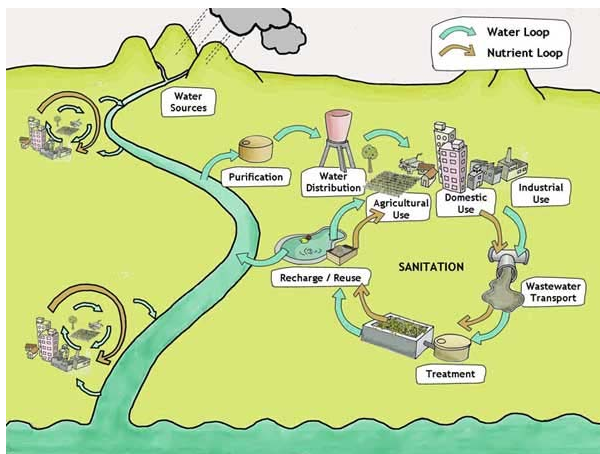 Water Loop
Nutrient Loop
Water
Sources
Purification
Water
Distribution
Agricultural
Use
Domestic
Use
Industrial
Use
Recharge / Reuse
SANITATION
Wastewater
Transport
Treatment